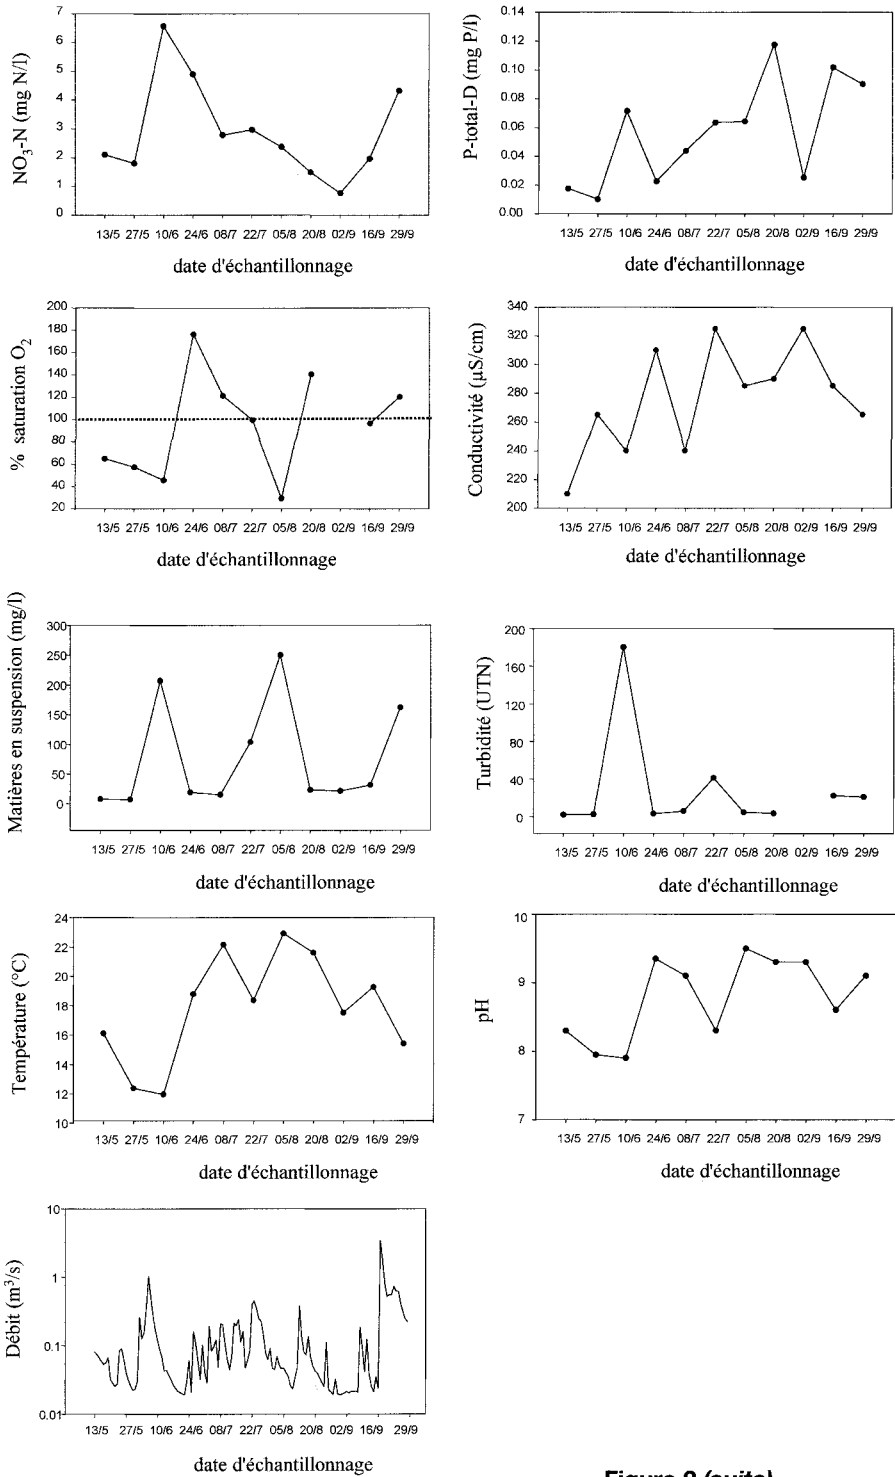 NO3-N (mg N/l)
7
6
5
4
3
2
1
0
13/5 27/5 10/6 24/6 08/7 22/7 05/8 20/8 02/9 16/9 29/9
date d'échantillonnage
P-total-D (mg P/l)
0.14
0.12
0.10
0.08
0.06
0.04
0.02
0.00
13/5 27/5 10/6 24/6 08/7 22/7 05/8 20/8 02/9 16/9 29/9
date d'échantillonnage
% saturation O2
200
180
160
140
120
100
80
60
40
20
13/5 27/5 10/6 24/6 08/7 22/7 05/8 20/8 02/9 16/9 29/9
date d'échantillonnage
Conductivité (µS/cm)
340
320
300
280
260
240
220
200
13/5 27/5 10/6 24/6 08/7 22/7 05/8 20/8 02/9 16/9 29/9
date d'échantillonnage
Matières en suspension (mg/l)
300
250
200
150
100
50
0
13/5 27/5 10/6 24/6 08/7 22/7 05/8 20/8 02/9 16/9 29/9
date d'échantillonnage
Turbidité (UTN)
200
160
120
80
40
0
13/5 27/5 10/6 24/6 08/7 22/7 05/8 20/8 02/9 16/9 29/9
date d'échantillonnage
Température (°C)
24
22
20
18
16
14
12
10
13/5 27/5 10/6 24/6 08/7 22/7 05/8 20/8 02/9 16/9 29/9
date d'échantillonnage
pH
10
9
8
7
13/5 27/5 10/6 24/6 08/7 22/7 05/8 20/8 02/9 16/9 29/9
date d'échantillonnage
Débit (m3/s)
10
1
0.1
0.01
13/5 27/5 10/6 24/6 08/7 22/7 05/8 20/8 02/9 16/9 29/9
date d'échantillonnage
(suite)